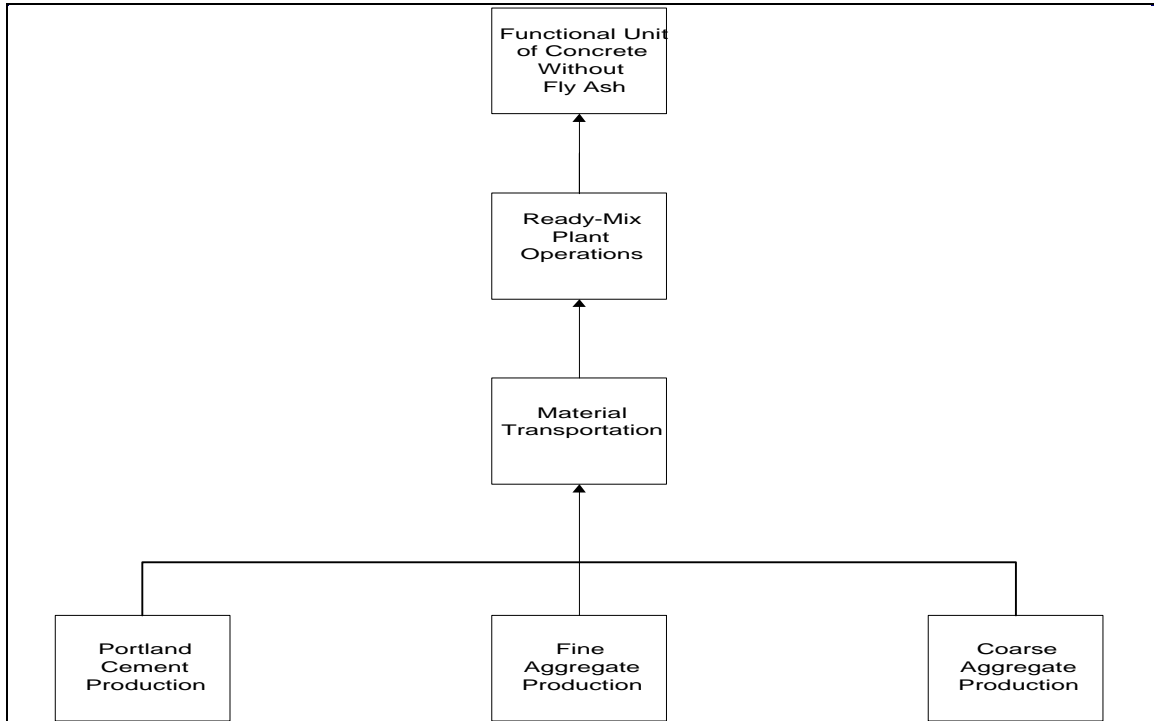 Functional Unit
of Concrete
Without
Fly Ash
Ready-Mix
Plant
Operations
Material
Transportation
Portland
Cement
Production
Fine
Aggregate
Production
Coarse
Aggregate
Production